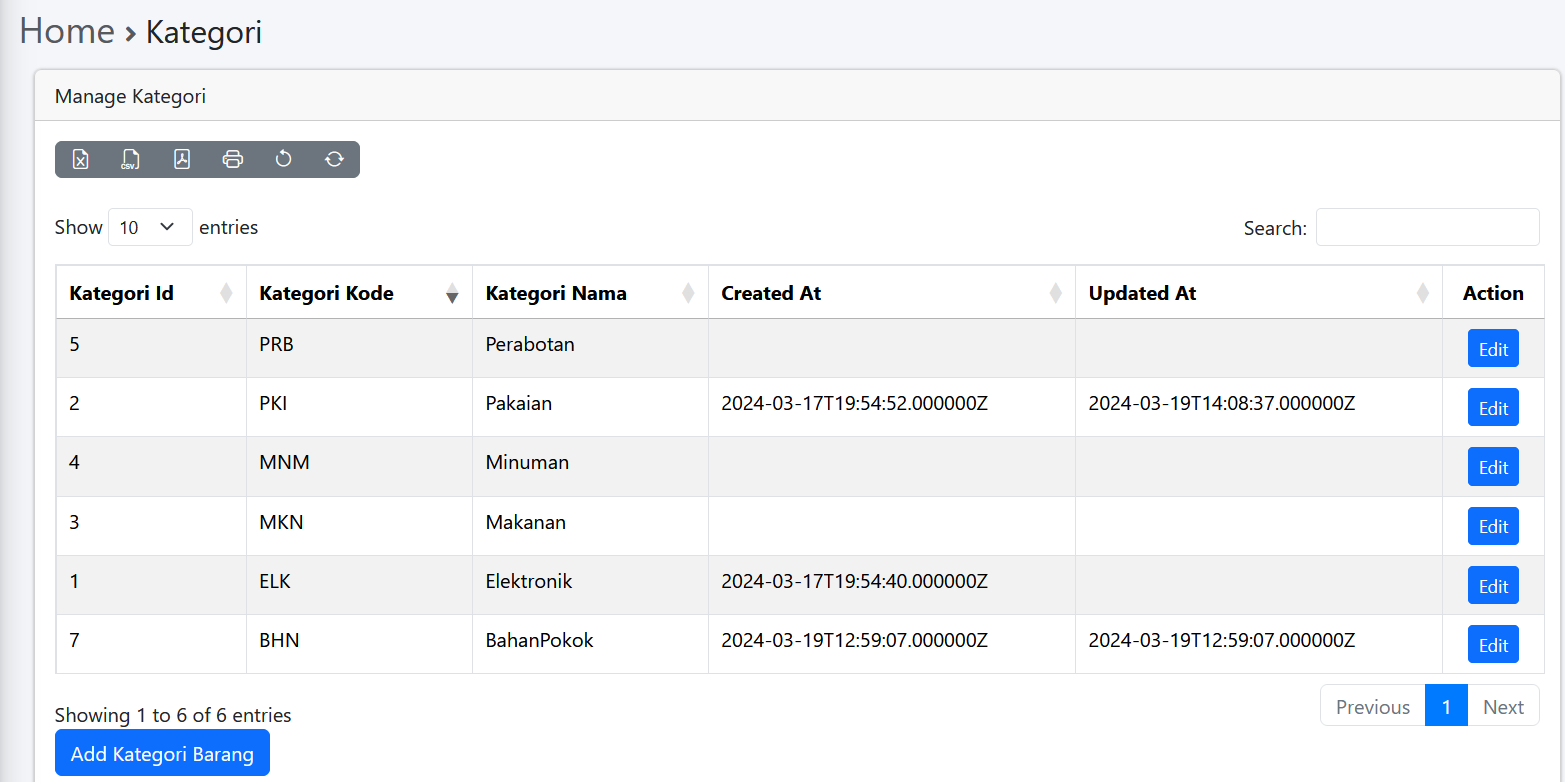 Home › Kategori
Manage Kategori
CSV
Show 10 entries Search:
Kategori Id Kategori Kode Kategori Nama Created At Updated At Action
5 PRB Perabotan Edit
2 PKI Pakaian 2024-03-17T19:54:52.000000Z 2024-03-19T14:08:37.000000Z Edit
4 MNM Minuman Edit
3 MKN Makanan Edit
1 ELK Elektronik 2024-03-17T19:54:40.000000Z Edit
7 BHN BahanPokok 2024-03-19T12:59:07.000000Z 2024-03-19T12:59:07.000000Z Edit
Showing 1 to 6 of 6 entries Previous 1 Next
Add Kategori Barang